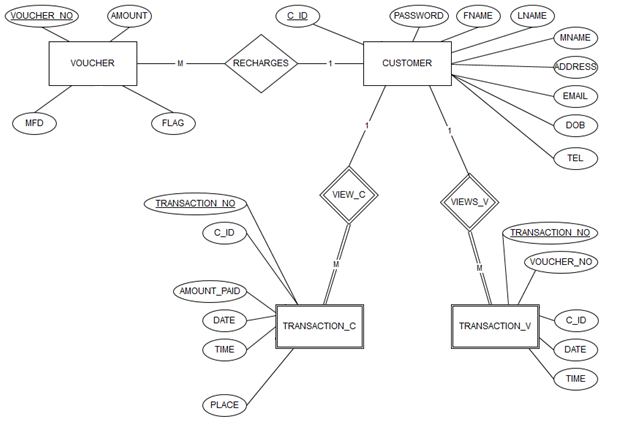 VOUCHER_NO
AMOUNT
C_ID
PASSWORD
FNAME
LNAME
MNAME
VOUCHER
M
RECHARGES
1
CUSTOMER
ADDRESS
EMAIL
MFD
FLAG
DOB
1
1
TEL
VIEW_C
VIEWS_V
TRANSACTION_NO
C_ID
TRANSACTION_NO
VOUCHER_NO
M
M
AMOUNT_PAID
DATE
TIME
TRANSACTION_C
TRANSACTION_V
C_ID
DATE
TIME
PLACE